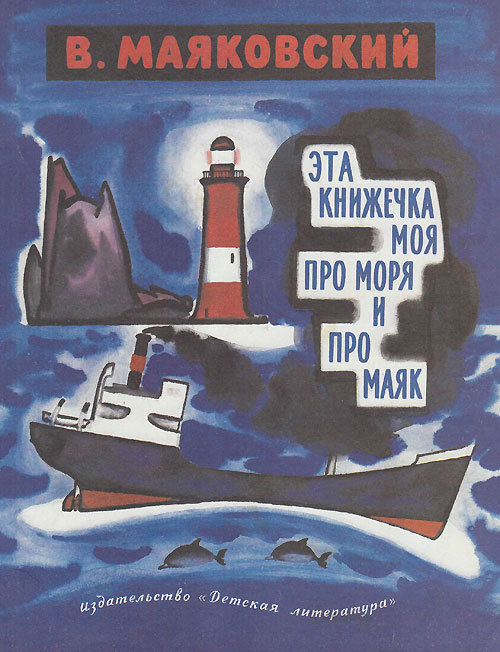 В. МАЯКОВСКИЙ
ЭТА
КНИЖЕЧКА
МОЯ
ПРО МОРЯ
И
ПРО
МАЯК
издательство «Детская литература»